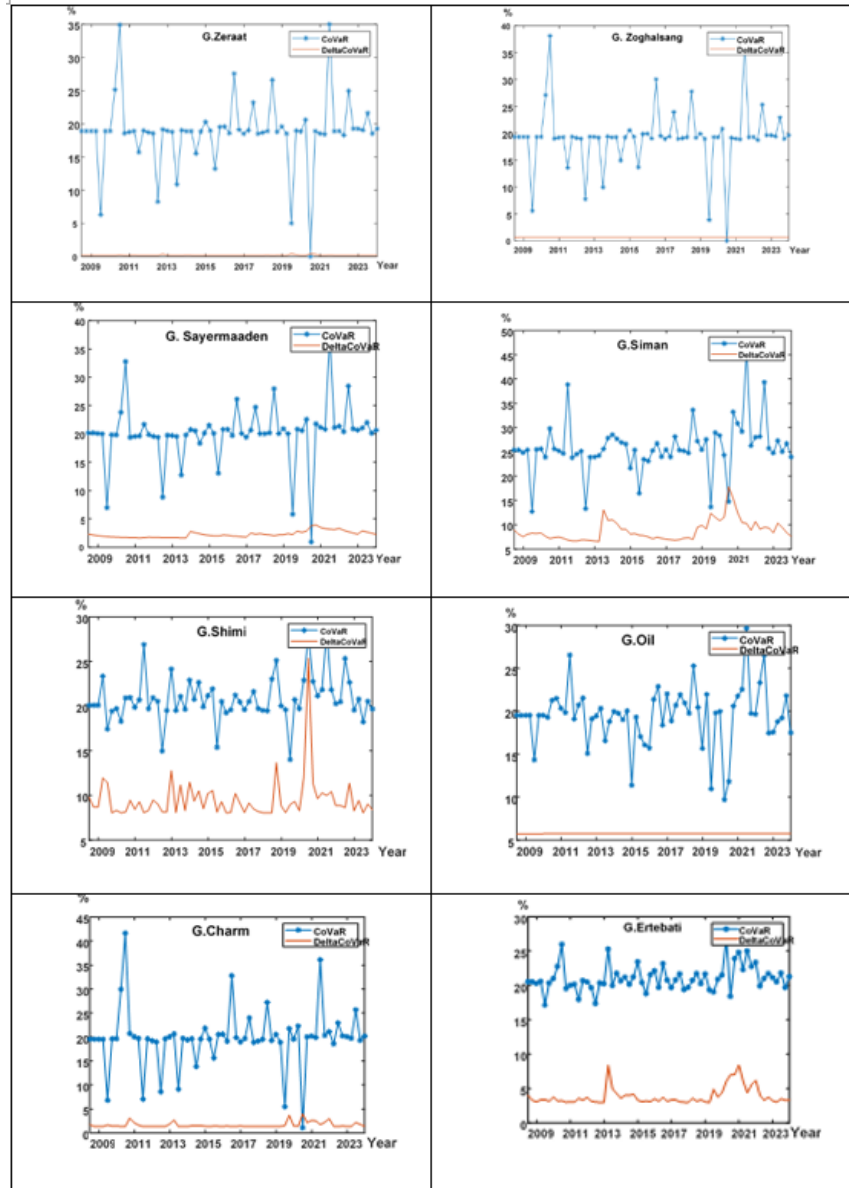 %
G.Zeraat
CoVaR
DeltaCoVaR
35
30
25
20
15
10
5
0
2009 2011 2013 2015 2017 2019 2021 2023 Year
%
G. Zoghalsang
CoVaR
DeltaCoVaR
40
35
30
25
20
15
10
5
0
2009 2011 2013 2015 2017 2019 2021 2023 Year
%
G. Sayermaaden
CoVaR
DeltaCoVaR
40
35
30
25
20
15
10
5
0
2009 2011 2013 2015 2017 2019 2021 2023 Year
%
G.Siman
CoVaR
DeltaCoVaR
50
45
40
35
30
25
20
15
10
5
2009 2011 2013 2015 2017 2019 2021 2023 Year
%
G.Shimi
CoVaR
DeltaCoVaR
30
25
20
15
10
5
2009 2011 2013 2015 2017 2019 2021 2023 Year
%
G.Oil
CoVaR
DeltaCoVaR
30
25
20
15
10
5
2009 2011 2013 2015 2017 2019 2021 2023 Year
%
G.Charm
CoVaR
DeltaCoVaR
45
40
35
30
25
20
15
10
5
0
2009 2011 2013 2015 2017 2019 2021 2023 Year
%
G.Ertebati
CoVaR
DeltaCoVaR
30
25
20
15
10
5
0
2009 2011 2013 2015 2017 2019 2021 2023 Year